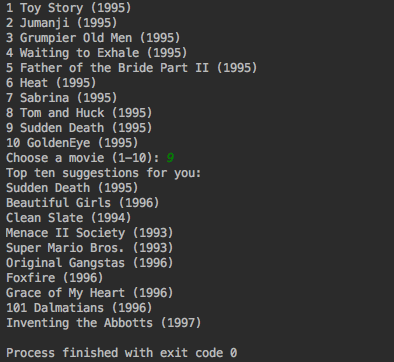 1 Toy Story (1995)
2 Jumanji (1995)
3 Grumpier Old Men (1995)
4 Waiting to Exhale (1995)
5 Father of the Bride Part II (1995)
6 Heat (1995)
7 Sabrina (1995)
8 Tom and Huck (1995)
9 Sudden Death (1995)
10 GoldenEye (1995)
Choose a movie (1-10): 9
Top ten suggestions for you:
Sudden Death (1995)
Beautiful Girls (1996)
Clean Slate (1994)
Menace II Society (1993)
Super Mario Bros. (1993)
Original Gangstas (1996)
Foxfire (1996)
Grace of My Heart (1996)
101 Dalmatians (1996)
Inventing the Abbotts (1997)
Process finished with exit code 0